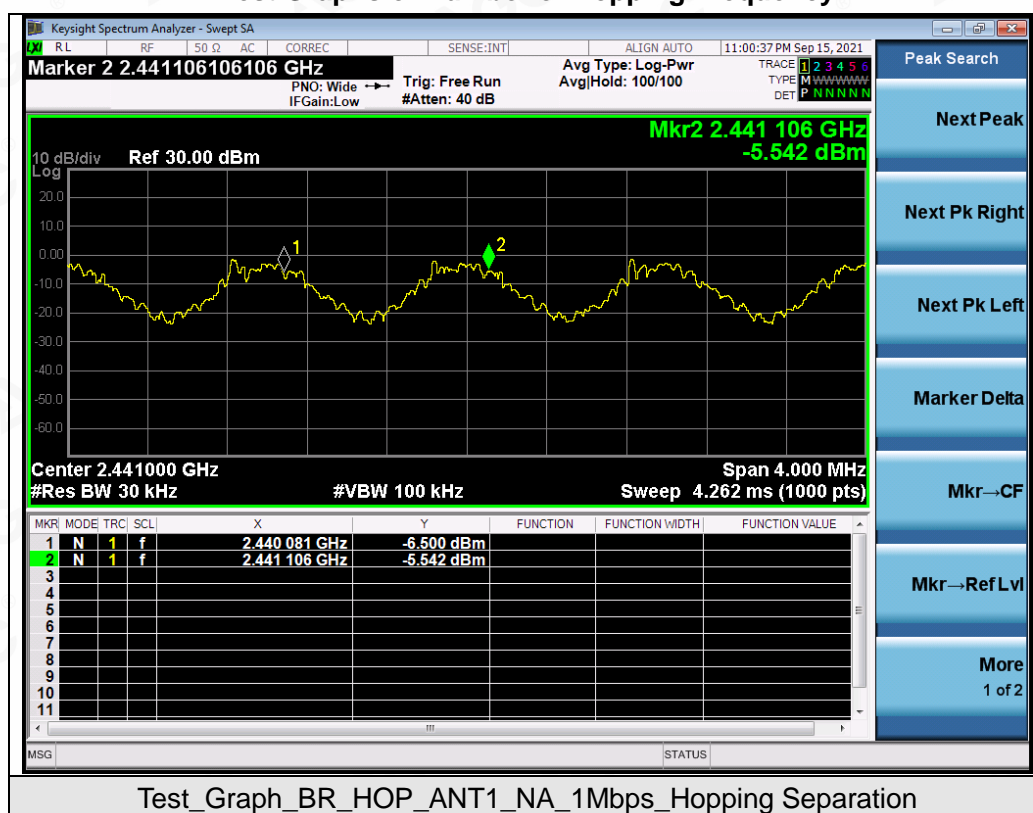 Keysight Spectrum Analyzer - Swept SA
LXI RL RF 50 Ω AC CORREC SENSE:INT ALIGN AUTO 11:00:37 PM Sep 15, 2021
Marker 2 2.441106106106 GHz
PNO: Wide
IFGain:Low
Trig: Free Run
#Atten: 40 dB
Avg Type: Log-Pwr
Avg|Hold: 100/100
TRACE 1 2 3 4 5 6
TYPE M WWWWW
DET P N N N N N
Peak Search
Next Peak
Next Pk Right
Next Pk Left
Marker Delta
Mkr→CF
Mkr→Ref Lvl
More
1 of 2
Mkr2 2.441 106 GHz
-5.542 dBm
10 dB/div Ref 30.00 dBm
Log
20.0
10.0
0.00
-10.0
-20.0
-30.0
-40.0
-50.0
-60.0
1
2
Center 2.441000 GHz Span 4.000 MHz
#Res BW 30 kHz #VBW 100 kHz Sweep 4.262 ms (1000 pts)
MKR MODE TRC SCL X Y FUNCTION FUNCTION WIDTH FUNCTION VALUE
1 N 1 f 2.440 081 GHz -6.500 dBm
2 N 1 f 2.441 106 GHz -5.542 dBm
3
4
5
6
7
8
9
10
11
MSG STATUS
Test_Graph_BR_HOP_ANT1_NA_1Mbps_Hopping Separation